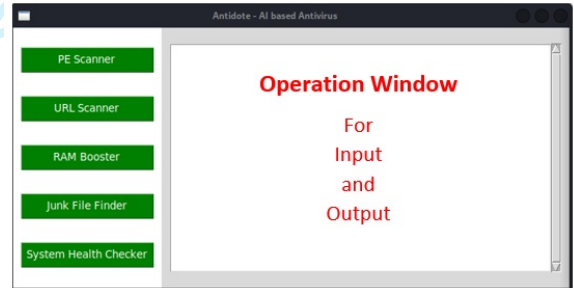 Antidote - AI based Antivirus
PE Scanner
URL Scanner
RAM Booster
Junk File Finder
System Health Checker
Operation Window
For
Input
and
Output